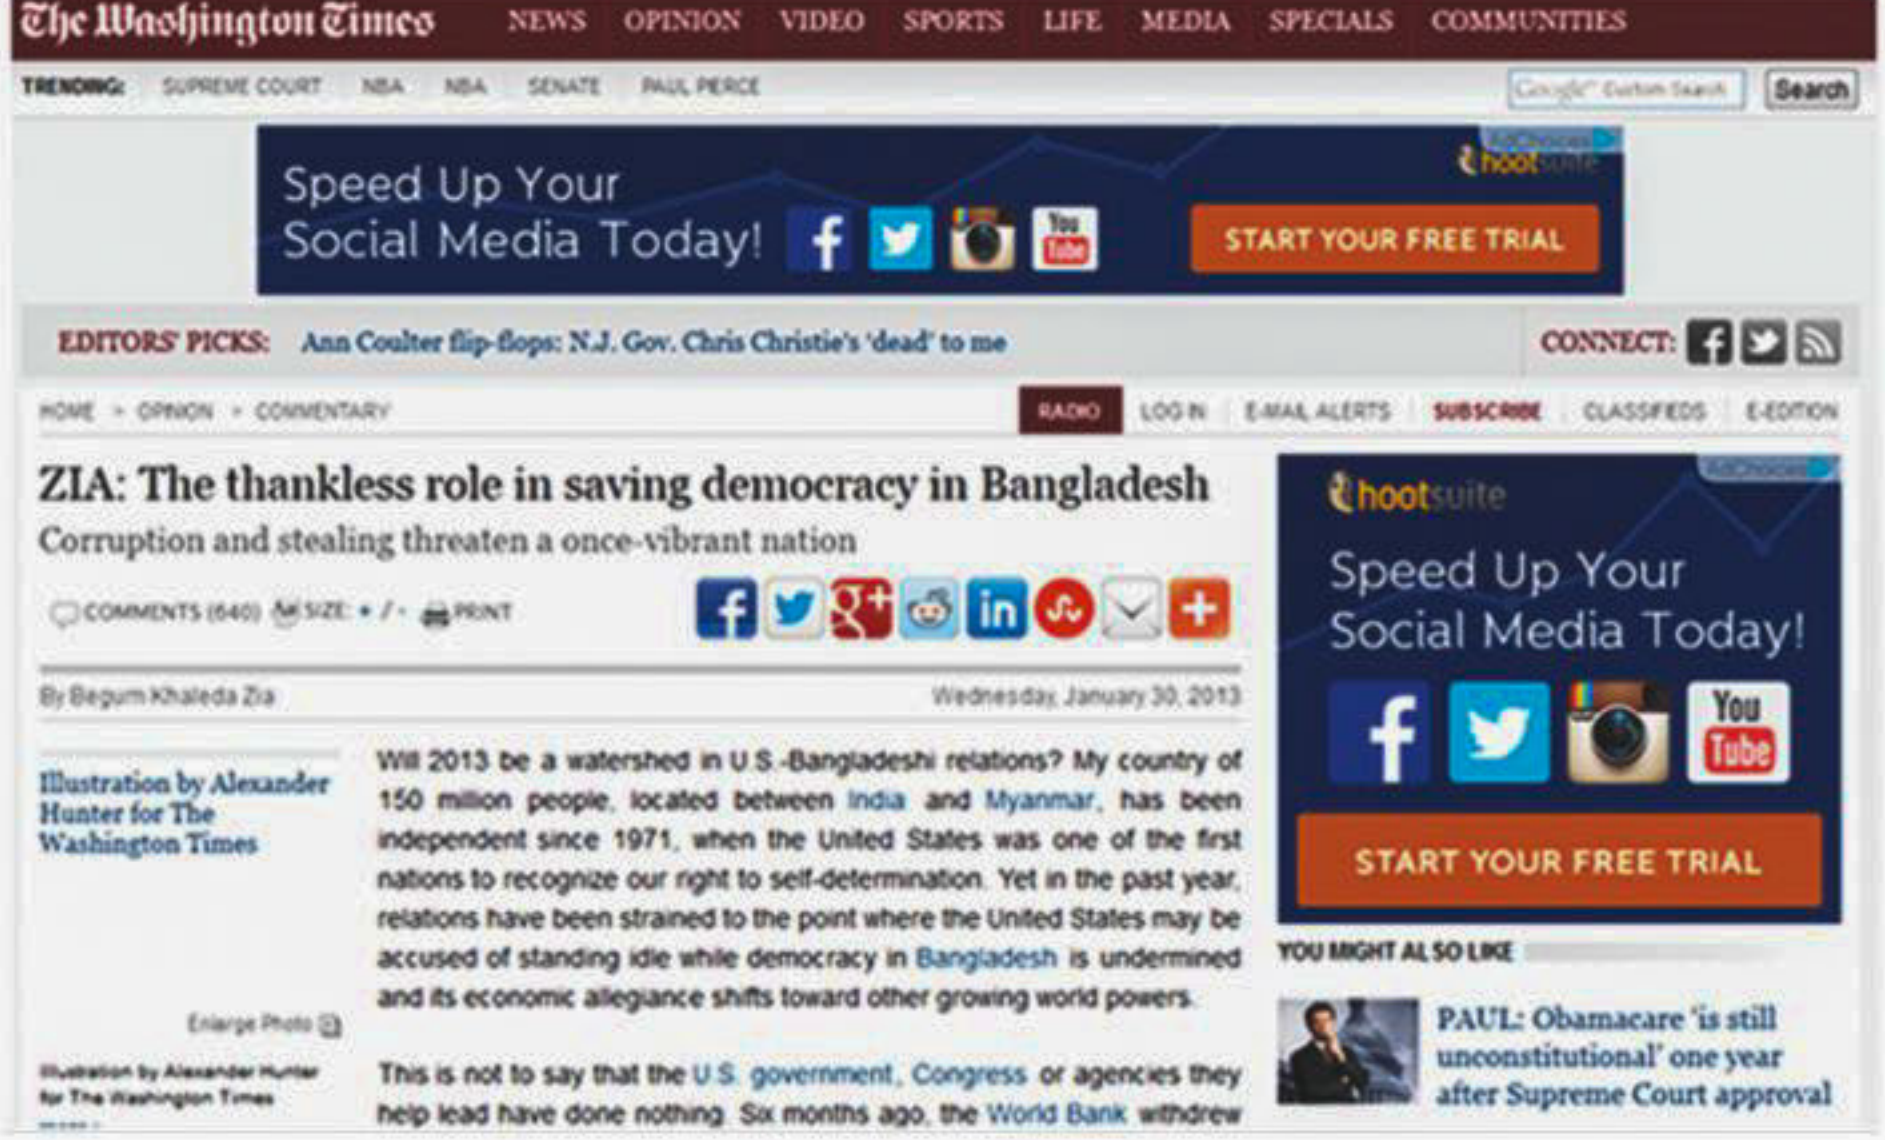 The Washington Times NEWS OPINION VIDEO SPORTS LIFE MEDIA SPECIALS COMMUNITIES
TRENDING: SUPREME COURT NBA NBA SENATE PAUL PIERCE
Google™ Custom Search Search
AdChoices
hootsuite
Speed Up Your
Social Media Today!
f
You
Tube
START YOUR FREE TRIAL
EDITORS' PICKS: Ann Coulter flip-flops: N.J. Gov. Chris Christie's 'dead' to me
CONNECT:
HOME > OPINION > COMMENTARY
RADIO LOG IN E-MAIL ALERTS SUBSCRIBE CLASSIFIEDS E-EDITION
ZIA: The thankless role in saving democracy in Bangladesh
Corruption and stealing threaten a once-vibrant nation
COMMENTS (640) SIZE: + / - PRINT
f g+ in +
By Begum Khaleda Zia
Wednesday, January 30, 2013
Illustration by Alexander
Hunter for The
Washington Times
Enlarge Photo
Illustration by Alexander Hunter
for The Washington Times
Will 2013 be a watershed in U.S.-Bangladeshi relations? My country of
150 million people, located between India and Myanmar, has been
independent since 1971, when the United States was one of the first
nations to recognize our right to self-determination. Yet in the past year,
relations have been strained to the point where the United States may be
accused of standing idle while democracy in Bangladesh is undermined
and its economic allegiance shifts toward other growing world powers.
This is not to say that the U.S. government, Congress or agencies they
help lead have done nothing. Six months ago, the World Bank withdrew
AdChoices
hootsuite
Speed Up Your
Social Media Today!
f
You
Tube
START YOUR FREE TRIAL
YOU MIGHT ALSO LIKE
PAUL: Obamacare 'is still
unconstitutional' one year
after Supreme Court approval